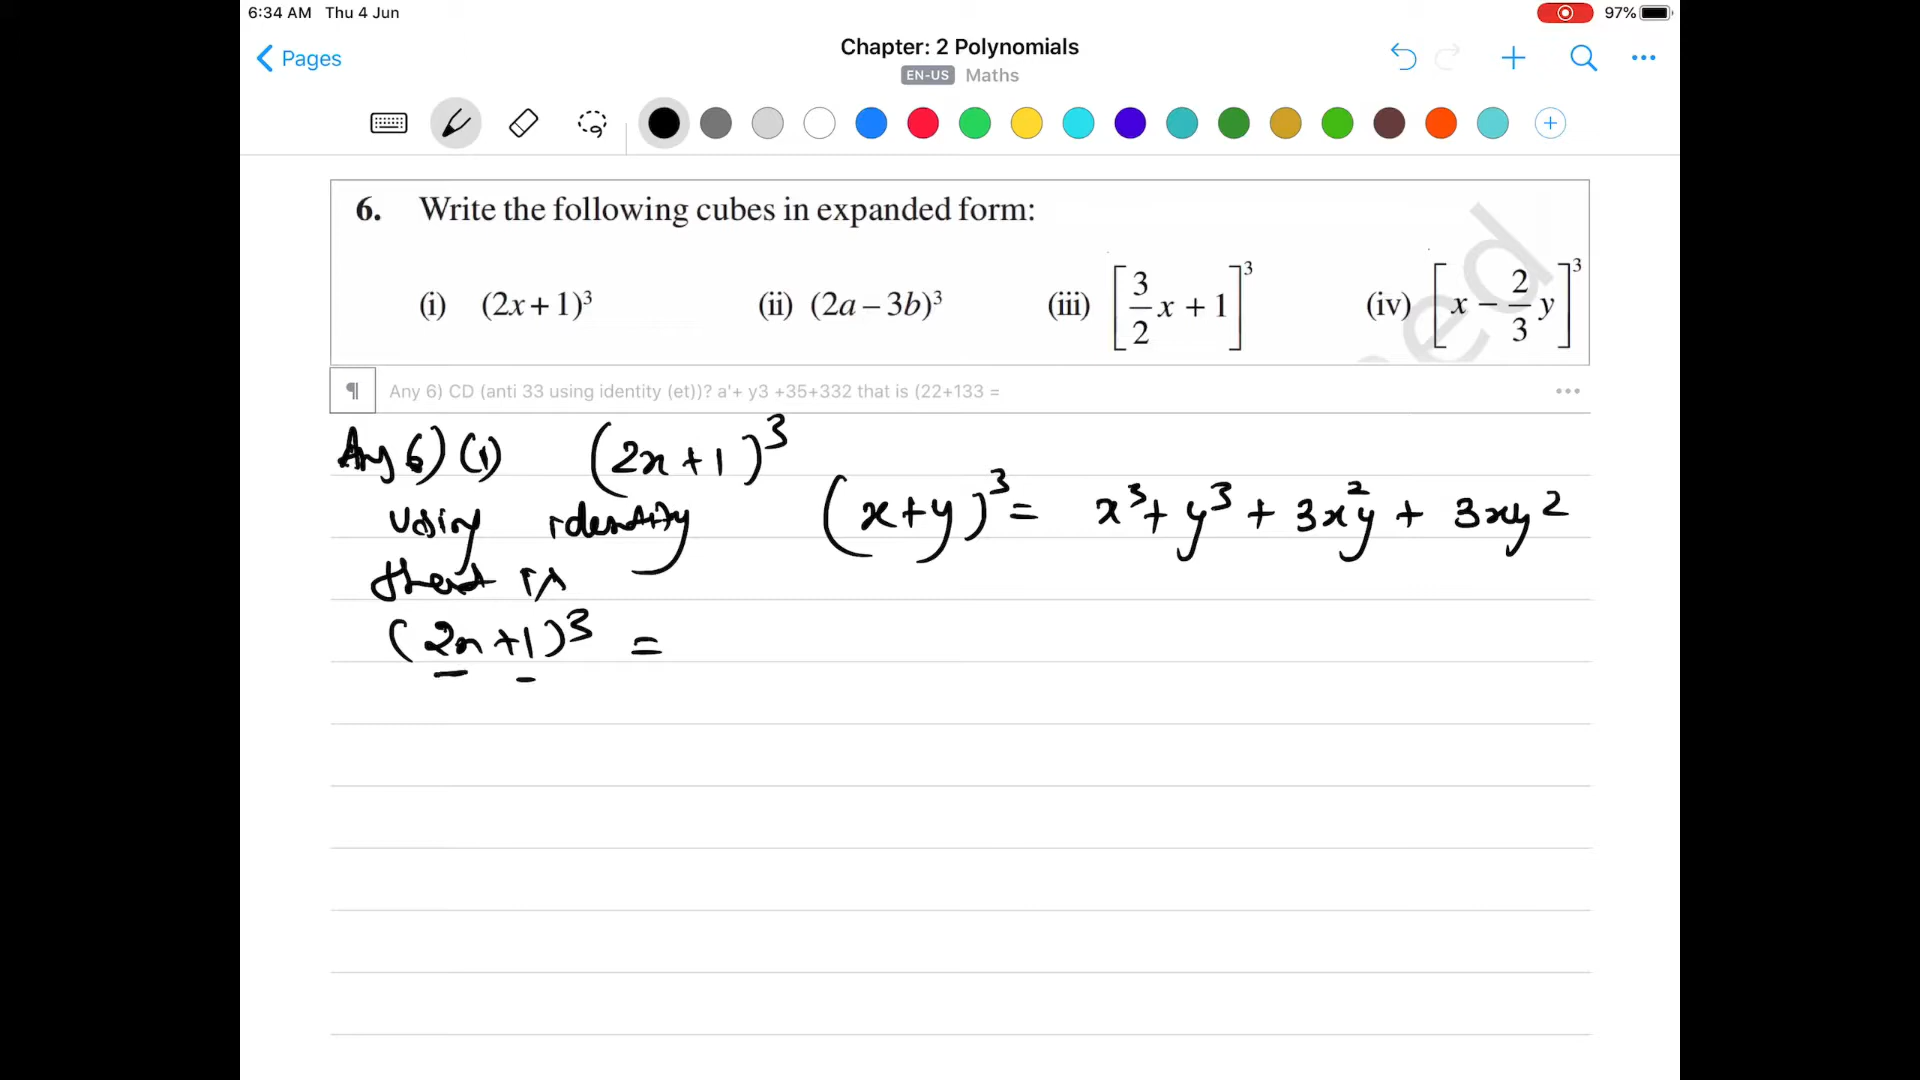 6:34 AM Thu 4 Jun
97%
Pages
Chapter: 2 Polynomials
EN-US Maths
6. Write the following cubes in expanded form:
(i) (2x + 1)³ (ii) (2a – 3b)³ (iii) [3/2 x + 1]³ (iv) [x − 2/3 y]³
ed
¶ Any 6) CD (anti 33 using identity (et))? a'+ y3 +35+332 that is (22+133 =
Ans 6) (i) (2x + 1)³
using identity (x+y)³ = x³ + y³ + 3x²y + 3xy²
that is
(2x + 1)³ =